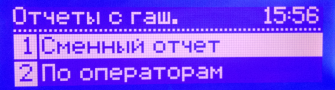 Отчеты с гаш. 15:56
1 Сменный отчет
2 По операторам